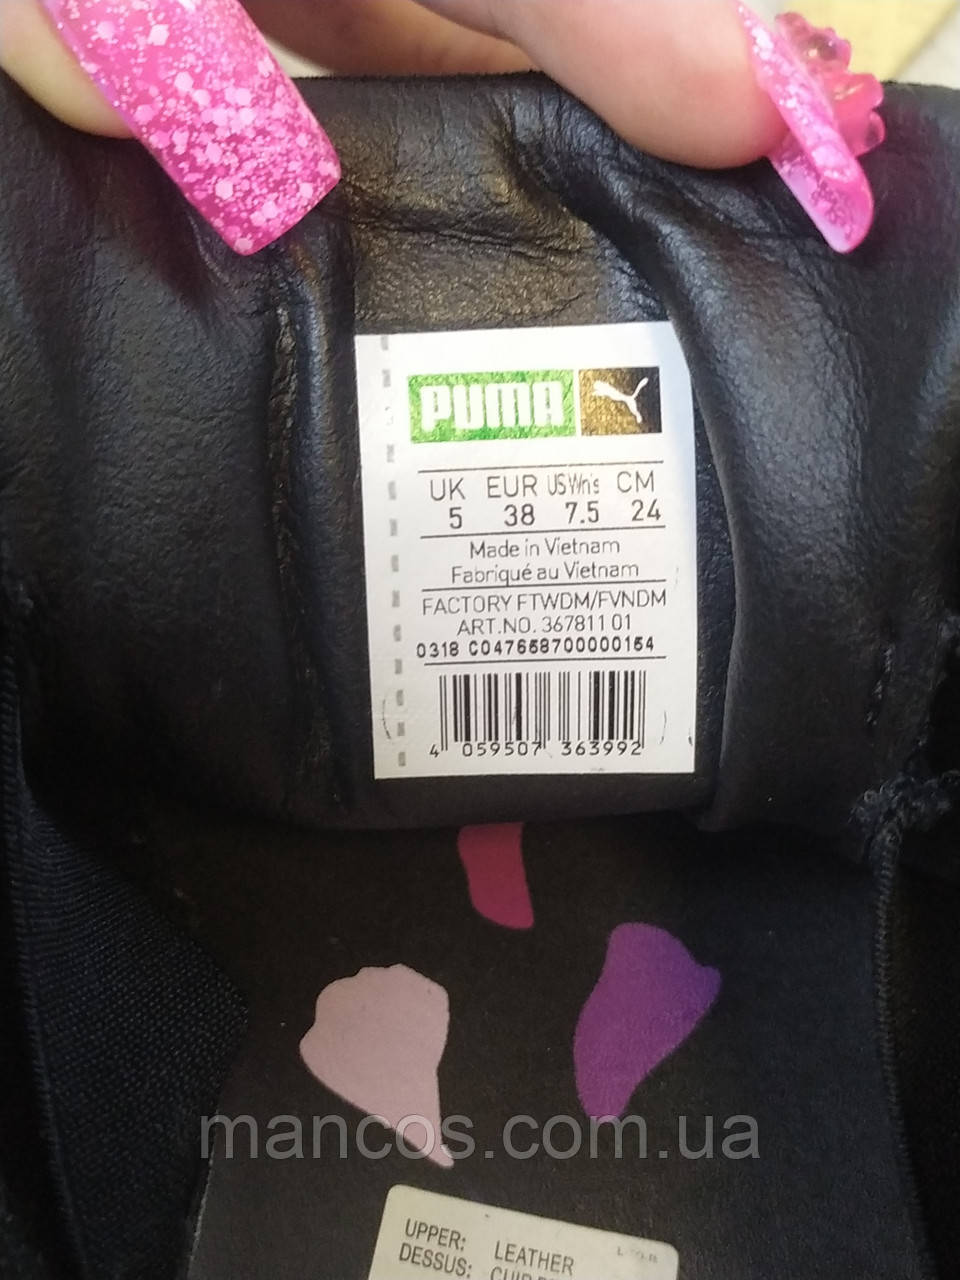 PUMA
UK EUR US Wn's CM
5 38 7.5 24
Made in Vietnam
Fabriqué au Vietnam
FACTORY FTWDM/FVNDM
ART.NO. 367811 01
0318 C047658700000154
4 059507 363992
mancos.com.ua
UPPER: LEATHER
DESSUS: CUIR